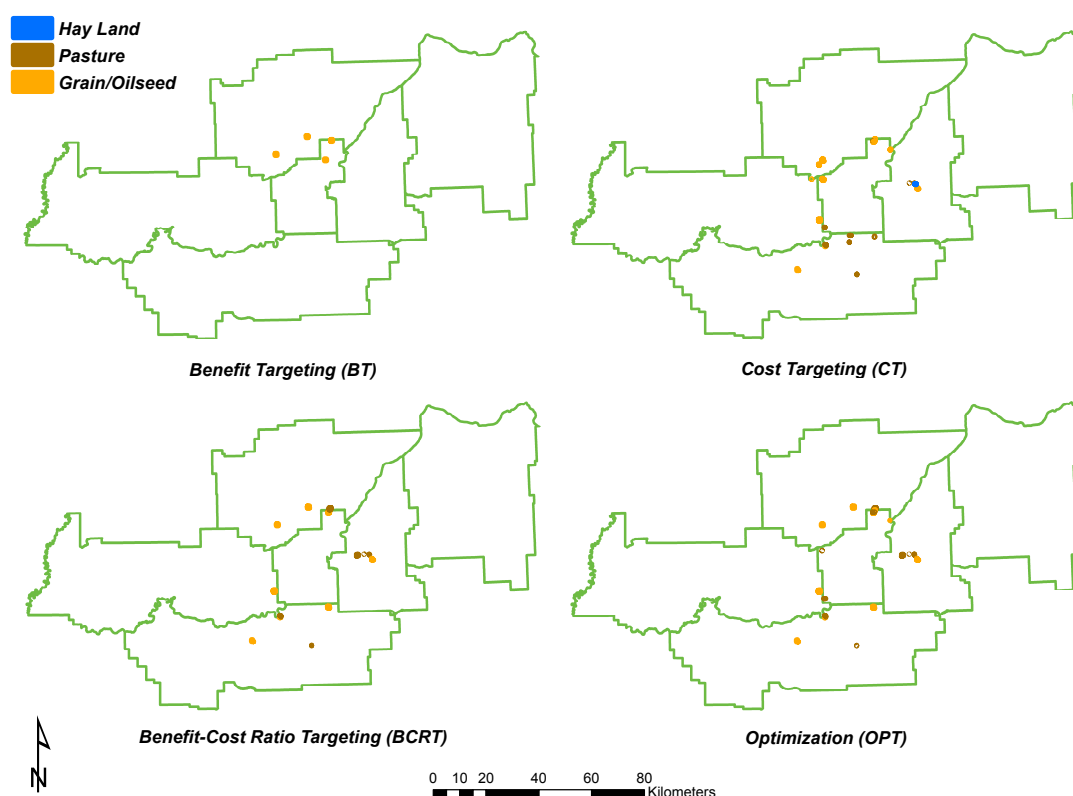 Hay Land
Pasture
Grain/Oilseed
Benefit Targeting (BT)
Cost Targeting (CT)
Benefit-Cost Ratio Targeting (BCRT)
Optimization (OPT)
N
0 5 10 20 40 60 80
Kilometers